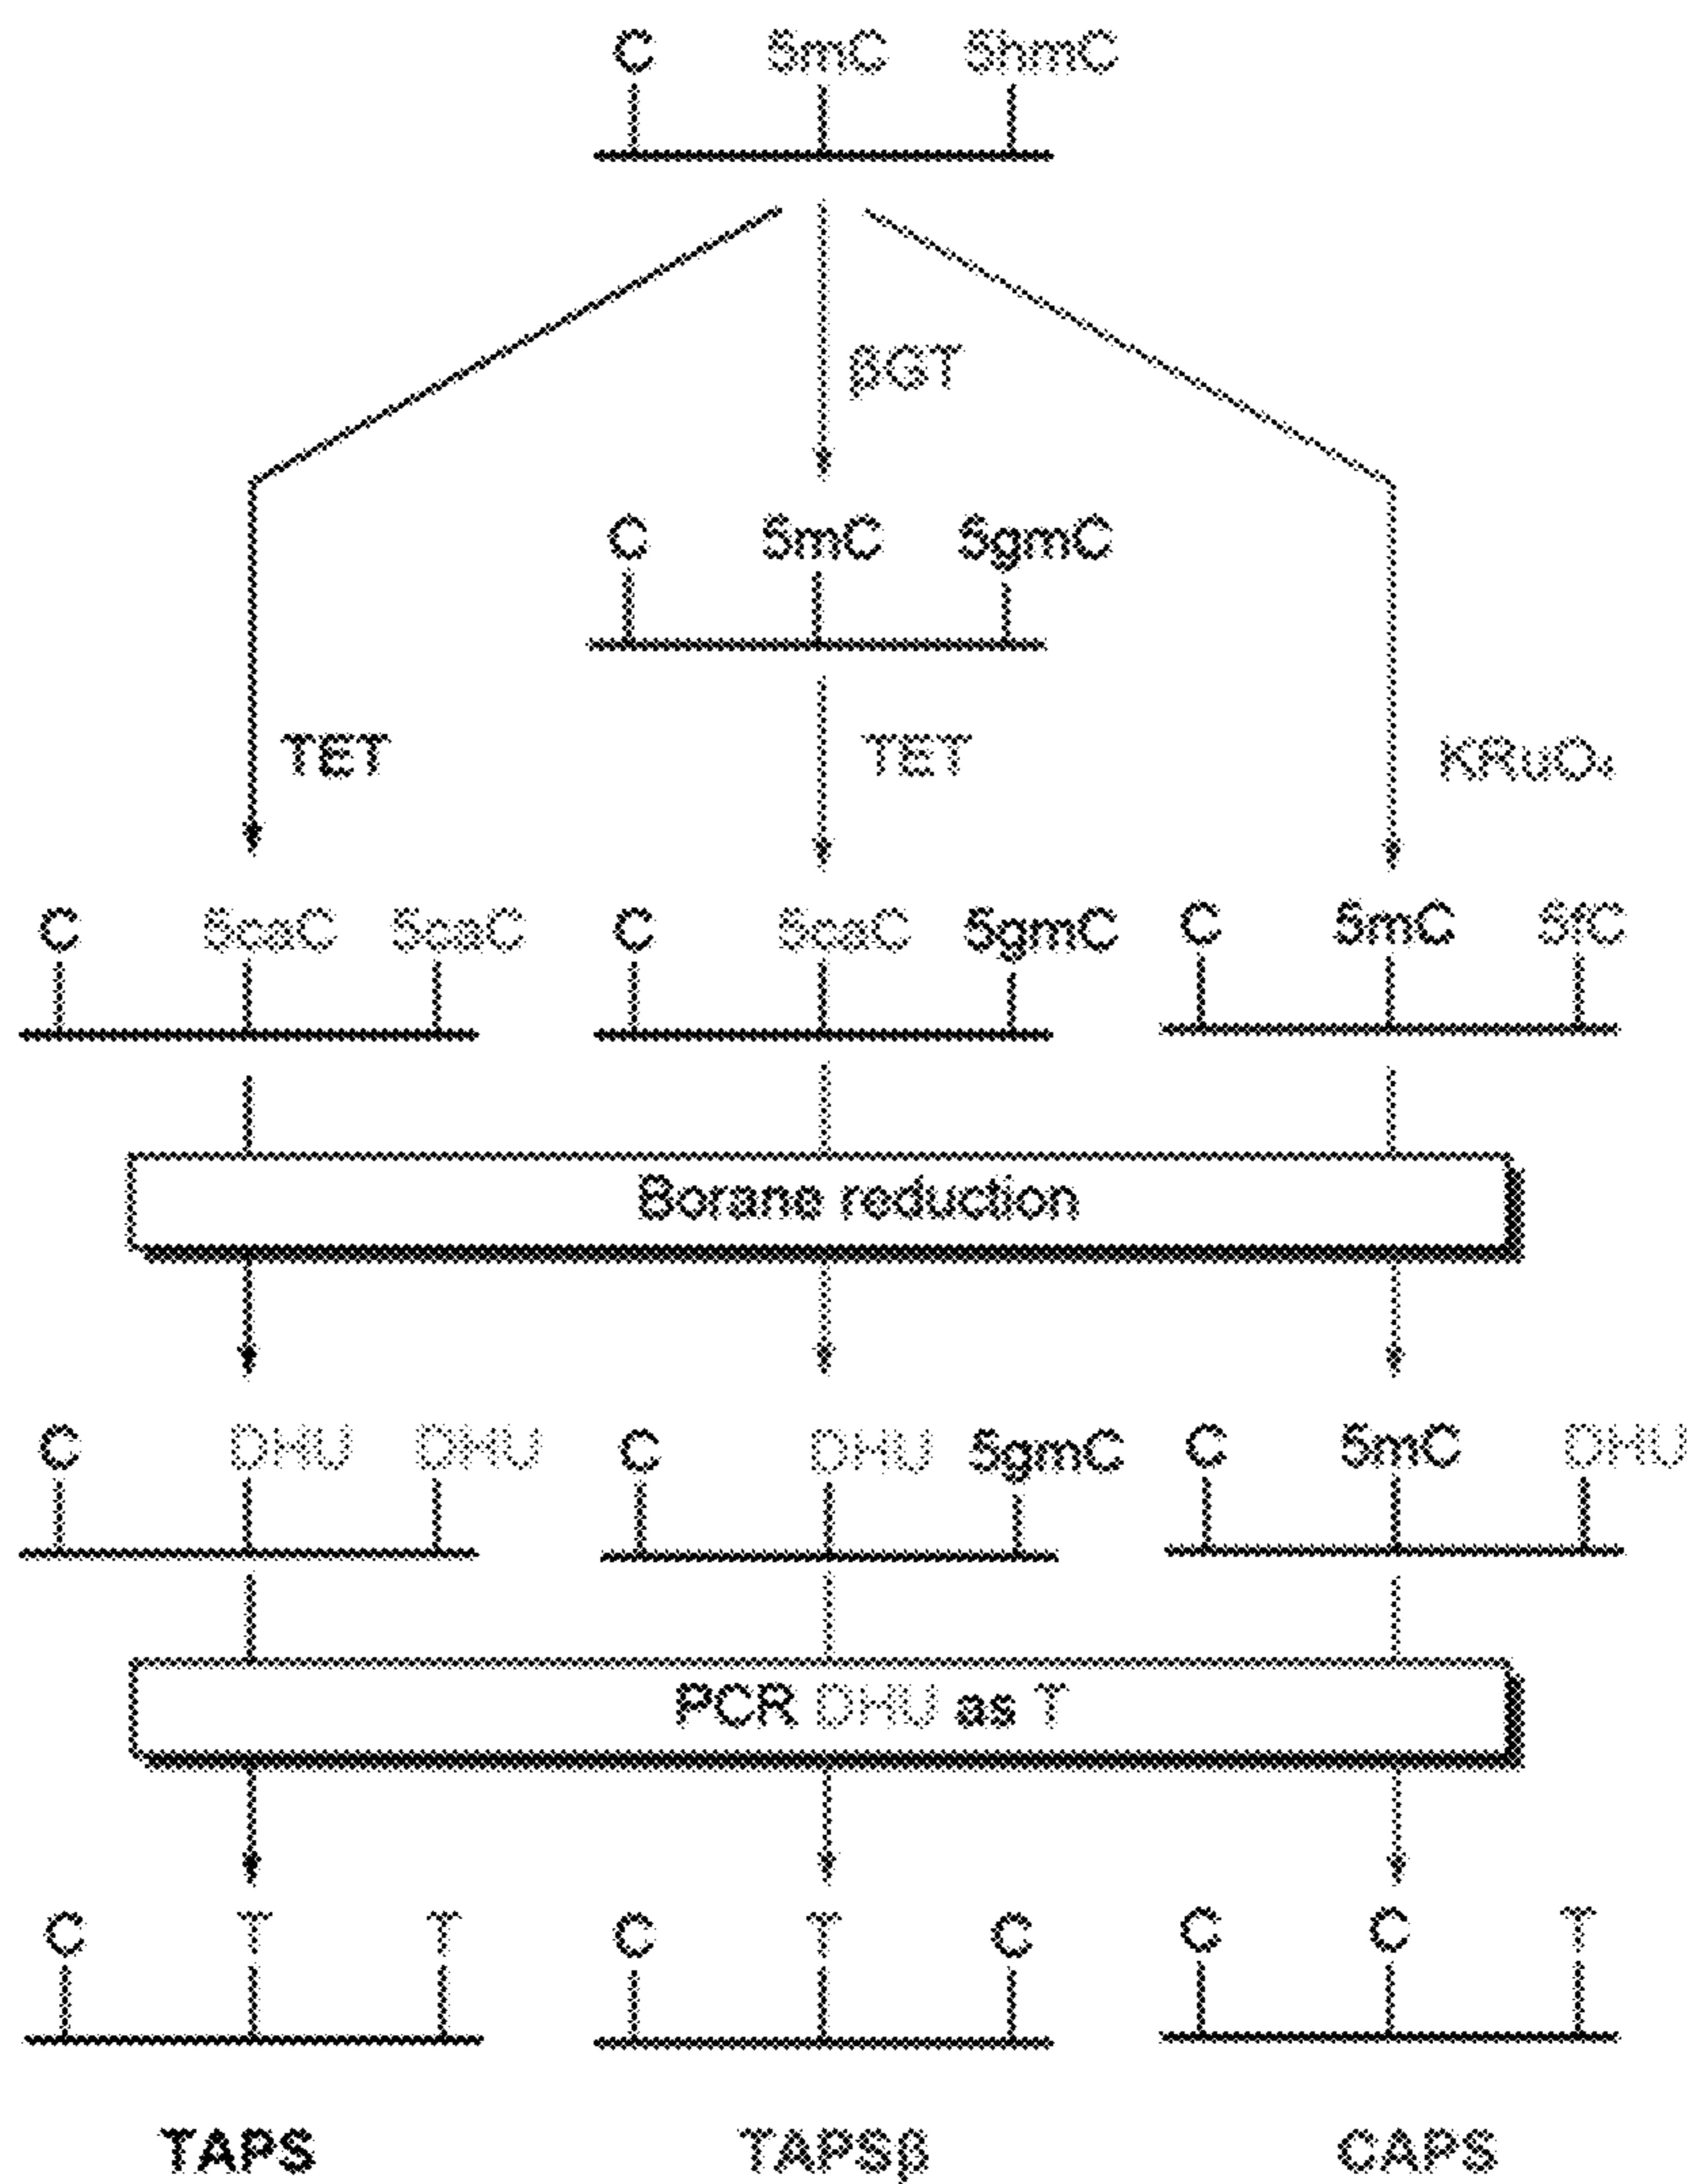 C 5mC 5hmC
βGT
C 5mC 5gmC
TET TET KRuO₄
C 5caC 5caC C 5caC 5gmC C 5mC 5fC
Borane reduction
C DHU DHU C DHU 5gmC C 5mC DHU
PCR DHU as T
C T T C T C C C T
TAPS TAPSβ CAPS